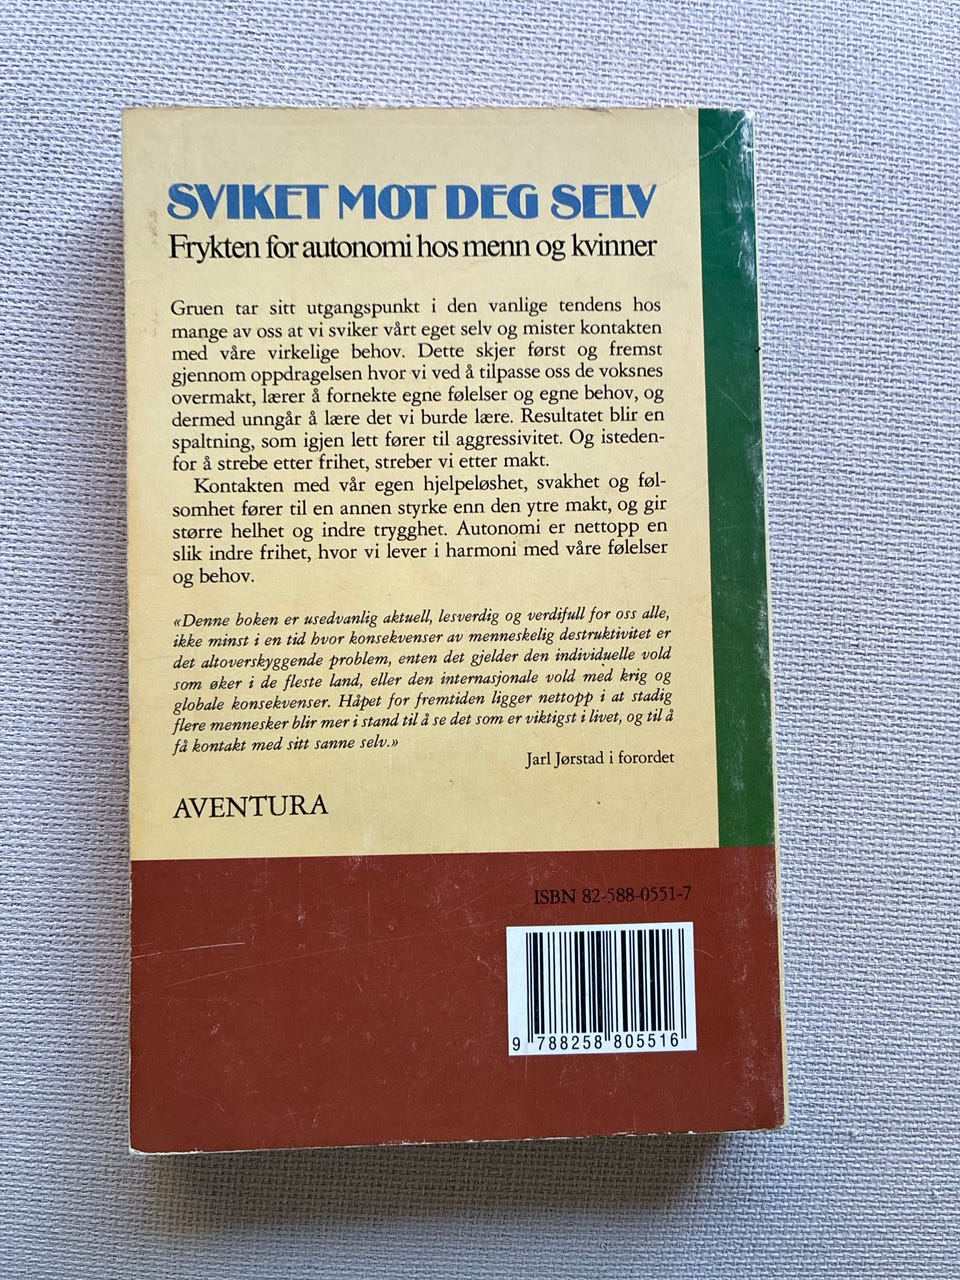 SVIKET MOT DEG SELV
Frykten for autonomi hos menn og kvinner
Gruen tar sitt utgangspunkt i den vanlige tendens hos
mange av oss at vi sviker vårt eget selv og mister kontakten
med våre virkelige behov. Dette skjer først og fremst
gjennom oppdragelsen hvor vi ved å tilpasse oss de voksnes
overmakt, lærer å fornekte egne følelser og egne behov, og
dermed unngår å lære det vi burde lære. Resultatet blir en
spaltning, som igjen lett fører til aggressivitet. Og isteden-
for å strebe etter frihet, streber vi etter makt.
Kontakten med vår egen hjelpeløshet, svakhet og føl-
somhet fører til en annen styrke enn den ytre makt, og gir
større helhet og indre trygghet. Autonomi er nettopp en
slik indre frihet, hvor vi lever i harmoni med våre følelser
og behov.
«Denne boken er usedvanlig aktuell, lesverdig og verdifull for oss alle,
ikke minst i en tid hvor konsekvenser av menneskelig destruktivitet er
det altoverskyggende problem, enten det gjelder den individuelle vold
som øker i de fleste land, eller den internasjonale vold med krig og
globale konsekvenser. Håpet for fremtiden ligger nettopp i at stadig
flere mennesker blir mer i stand til å se det som er viktigst i livet, og til å
få kontakt med sitt sanne selv.»
Jarl Jørstad i forordet
AVENTURA
ISBN 82-588-0551-7
9 788258 805516